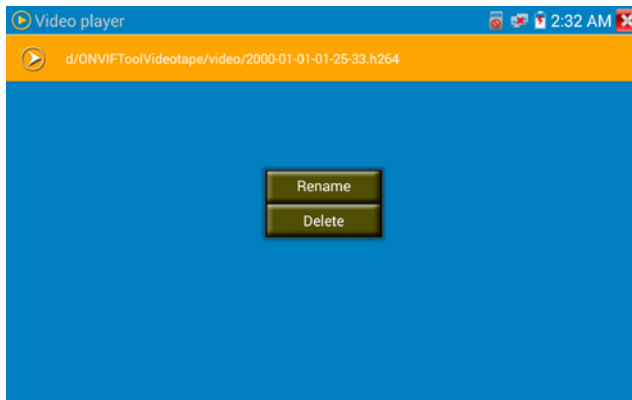 Video player
2:32 AM
d/ONVIFToolVideotape/video/2000-01-01-01-25-33.h264
Rename
Delete